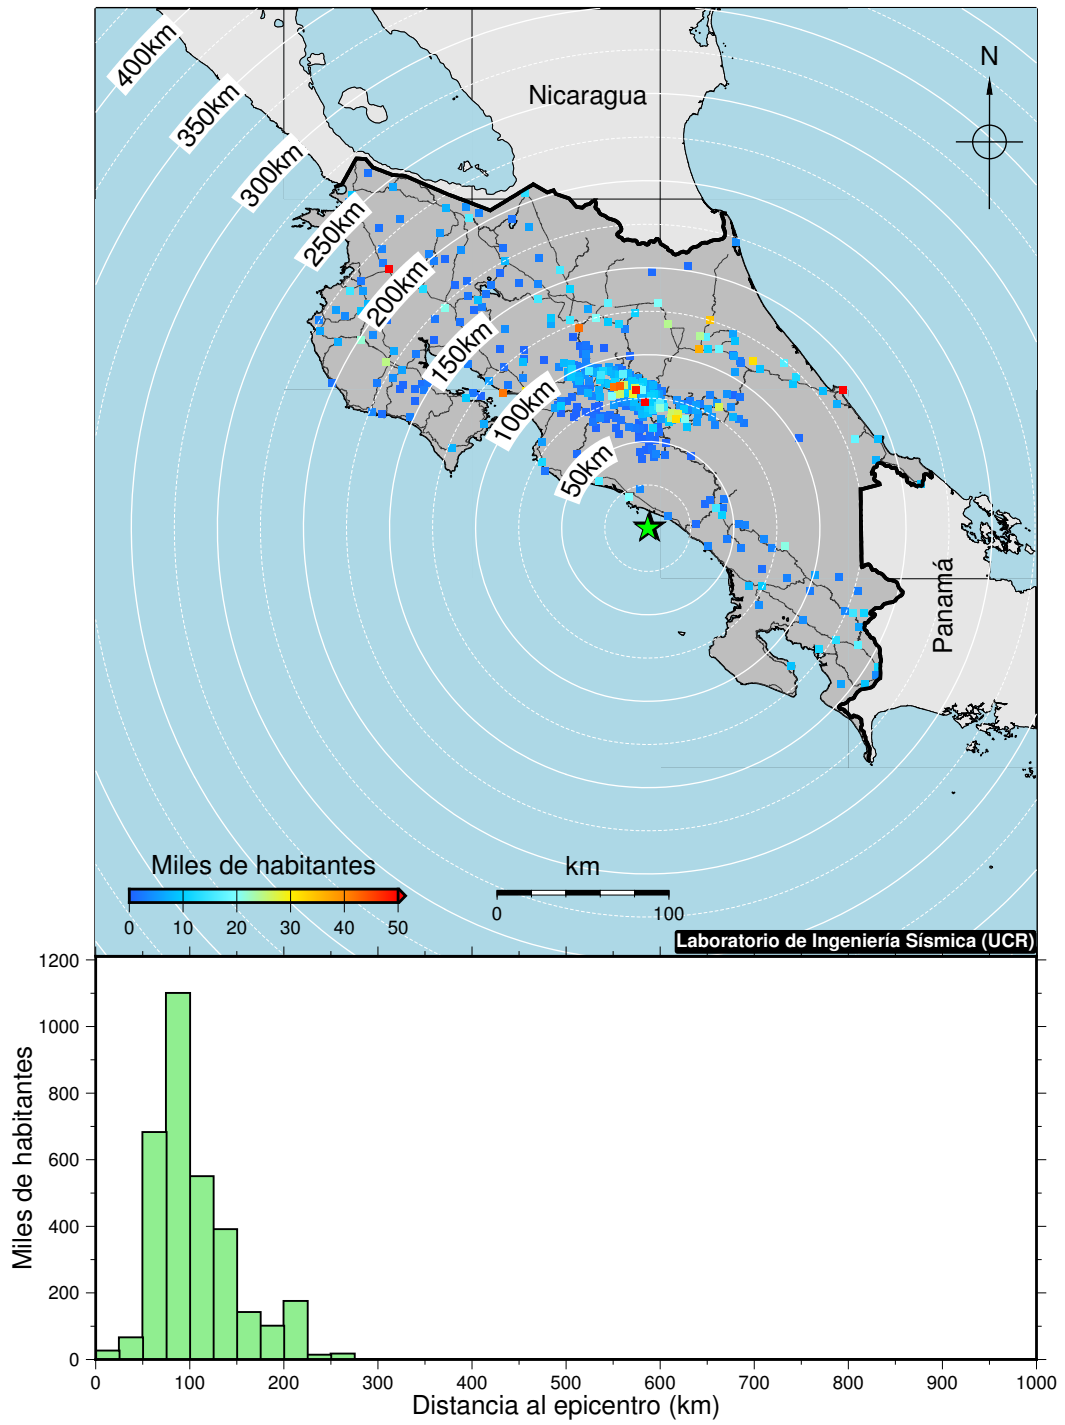 400km
350km
300km
250km
200km
150km
100km
50km
Nicaragua
N
Panamá
Miles de habitantes
0 10 20 30 40 50
km
0 100
Laboratorio de Ingeniería Sísmica (UCR)
Miles de habitantes
1200
1000
800
600
400
200
0
0 100 200 300 400 500 600 700 800 900 1000
Distancia al epicentro (km)